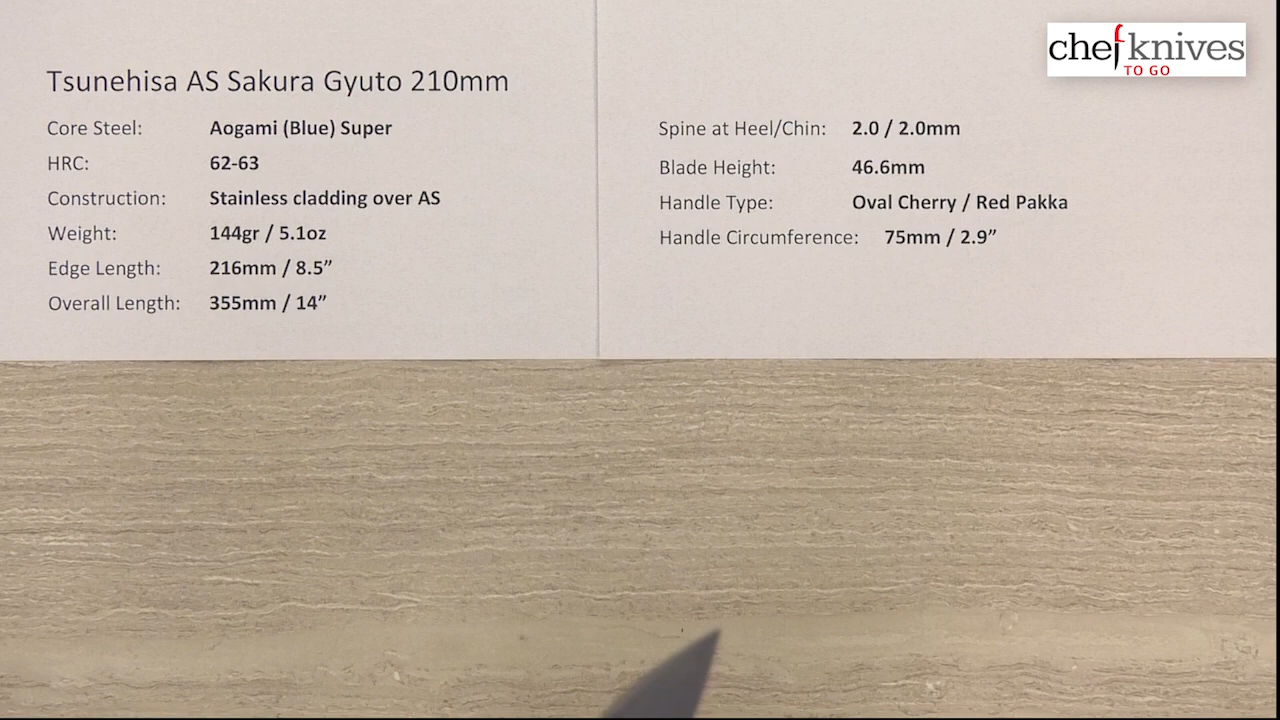 chefknives
TO GO
Tsunehisa AS Sakura Gyuto 210mm
Core Steel: Aogami (Blue) Super
HRC: 62-63
Construction: Stainless cladding over AS
Weight: 144gr / 5.1oz
Edge Length: 216mm / 8.5”
Overall Length: 355mm / 14”
Spine at Heel/Chin: 2.0 / 2.0mm
Blade Height: 46.6mm
Handle Type: Oval Cherry / Red Pakka
Handle Circumference: 75mm / 2.9”